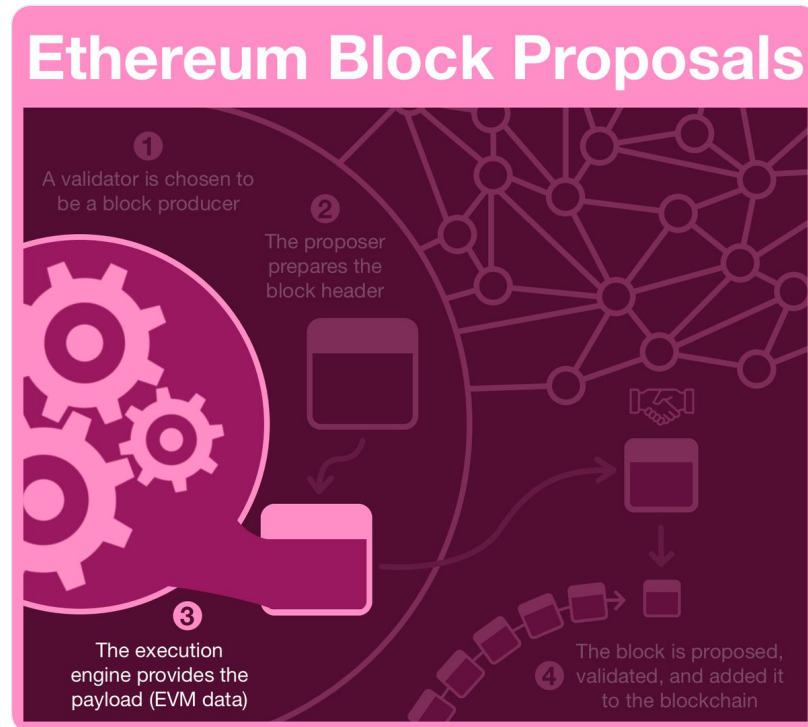 Ethereum Block Proposals
1
A validator is chosen to
be a block producer
2
The proposer
prepares the
block header
3
The execution
engine provides the
payload (EVM data)
4
The block is proposed,
validated, and added it
to the blockchain